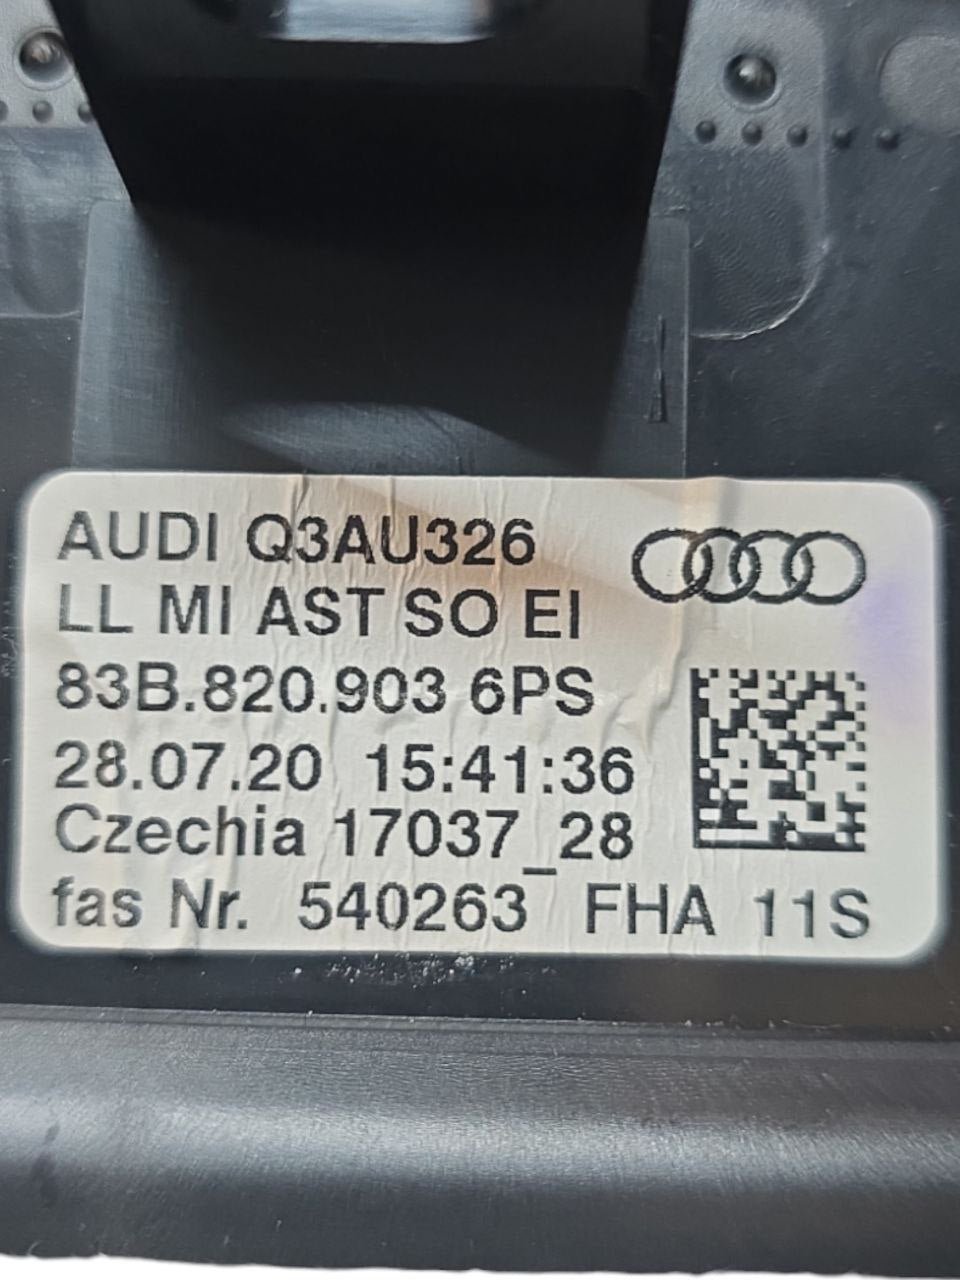 AUDI Q3AU326
LL MI AST SO EI
83B.820.903 6PS
28.07.20 15:41:36
Czechia 17037_28
fas Nr. 540263 FHA 11S